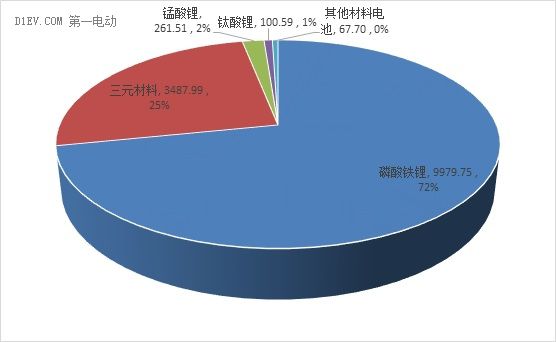 D1EV.COM 第一电动
锰酸锂,
261.51 , 2%
钛酸锂, 100.59 , 1%
其他材料电
池, 67.70 , 0%
三元材料, 3487.99 ,
25%
磷酸铁锂, 9979.75 ,
72%